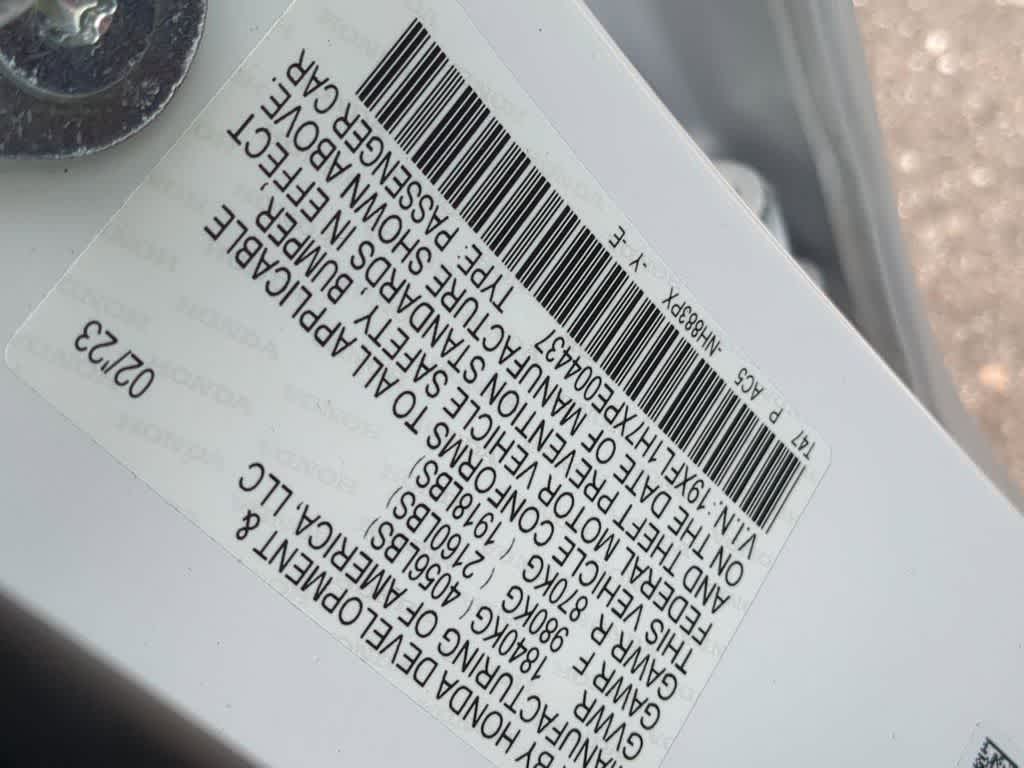 BY HONDA DEVELOPMENT &
MANUFACTURING OF AMERICA, LLC 02/'23
GVWR 1840KG ( 4056LBS)
GAWR F 980KG ( 2160LBS)
GAWR R 870KG ( 1918LBS)
THIS VEHICLE CONFORMS TO ALL APPLICABLE
FEDERAL MOTOR VEHICLE SAFETY, BUMPER,
AND THEFT PREVENTION STANDARDS IN EFFECT
ON THE DATE OF MANUFACTURE SHOWN ABOVE.
V.I.N.: 19XFL1H7XPE004437 TYPE: PASSENGER CAR
T47 P AC5 -NH883PX -Y -E